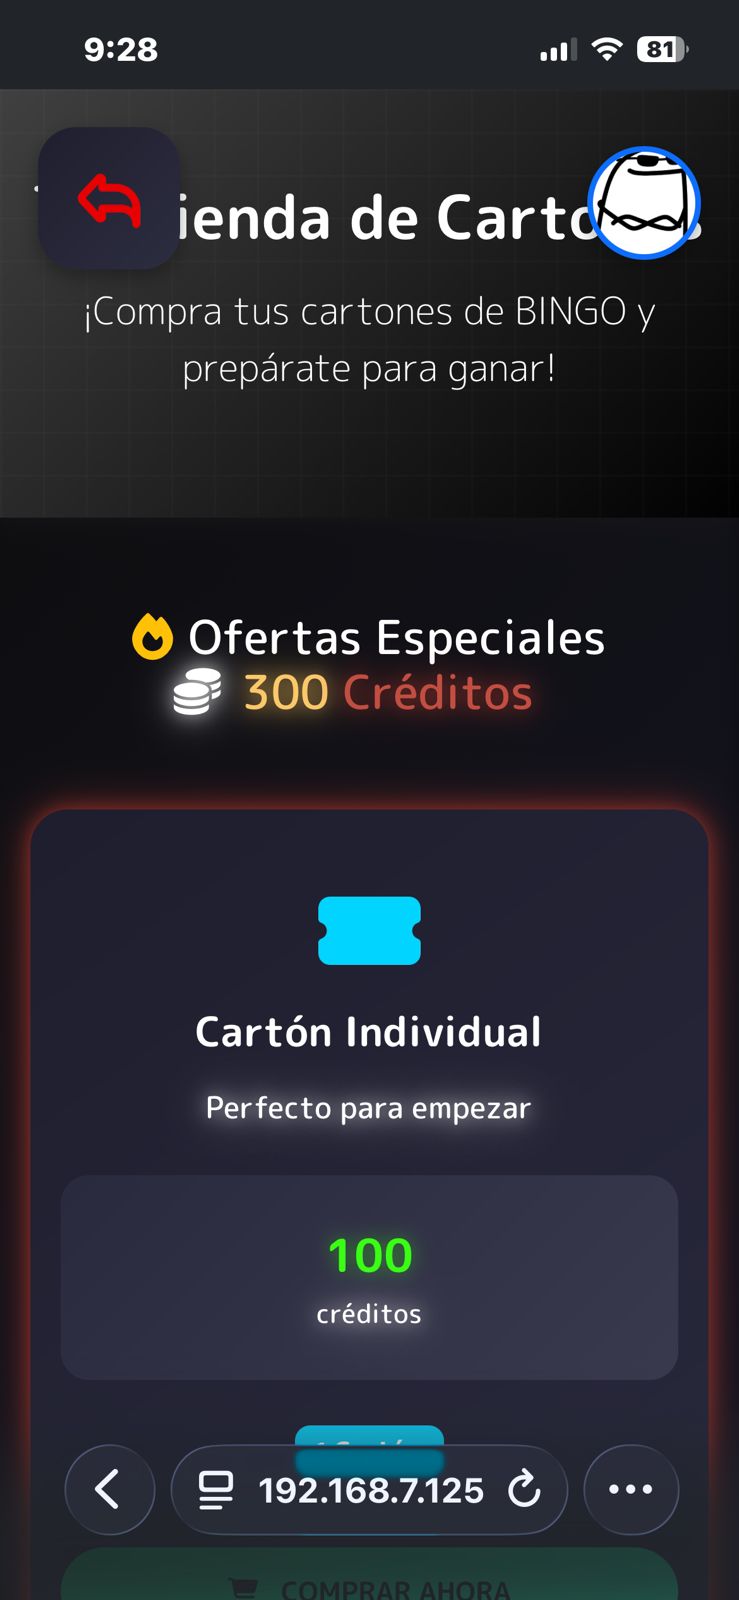 9:28
81
ienda de Carto
¡Compra tus cartones de BINGO y
prepárate para ganar!
Ofertas Especiales
300 Créditos
Cartón Individual
Perfecto para empezar
100
créditos
192.168.7.125
COMPRAR AHORA